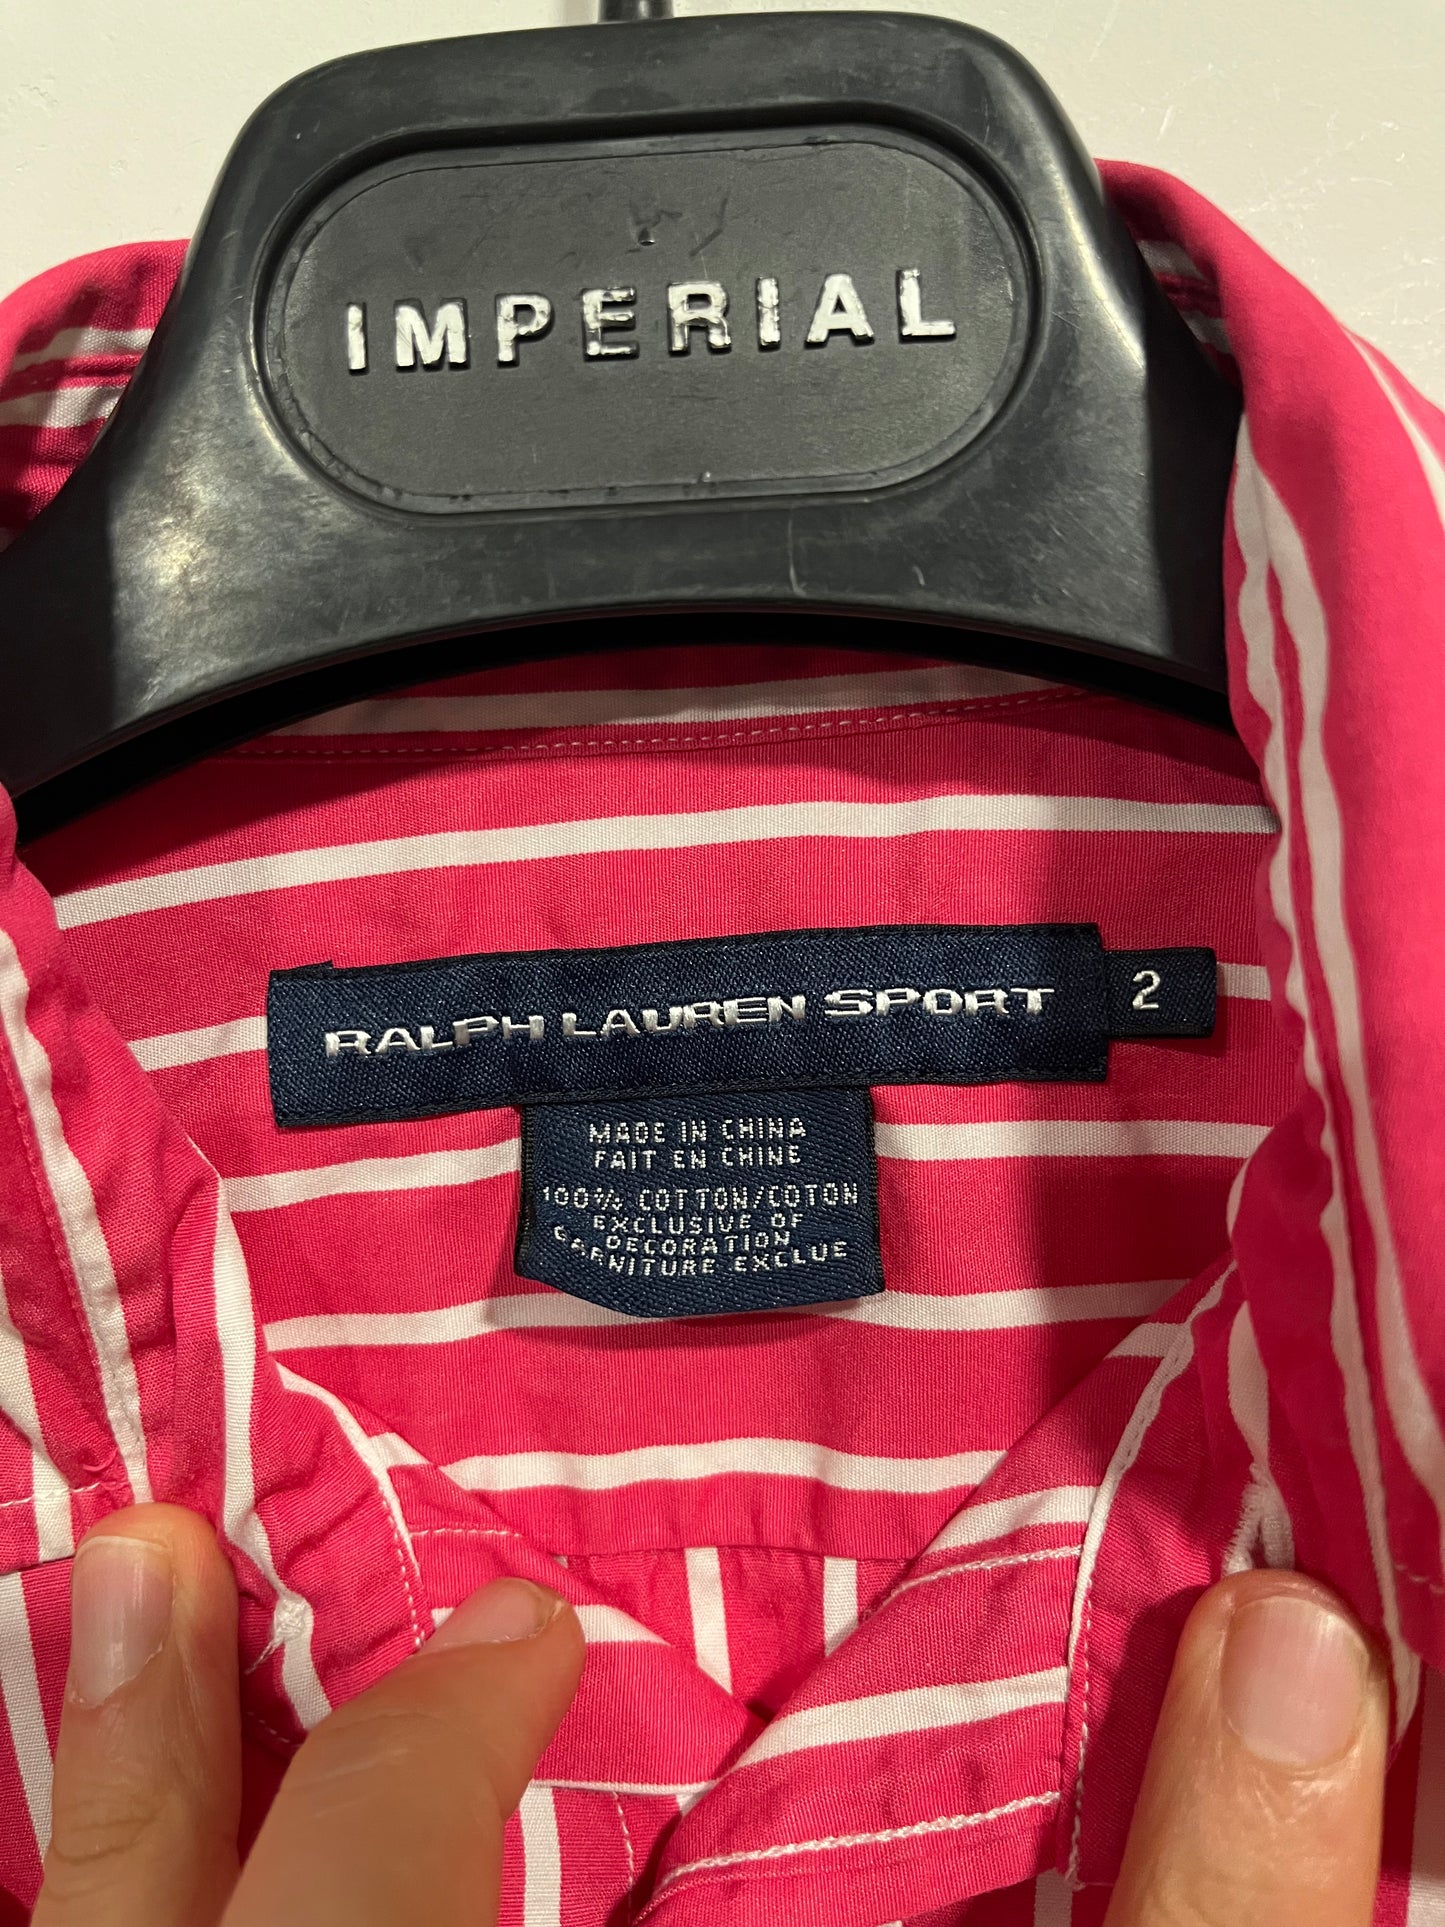 IMPERIAL
RALPH LAUREN SPORT 2
MADE IN CHINA
FAIT EN CHINE
100% COTTON/COTON
EXCLUSIVE OF
DECORATION
GARNITURE EXCLUE